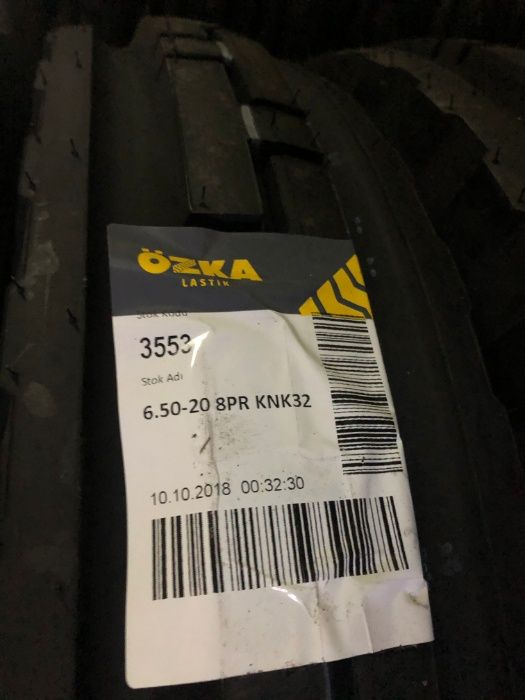 ÖZKA
LASTİK
Stok Kodu
3553
Stok Adı
6.50-20 8PR KNK32
10.10.2018 00:32:30